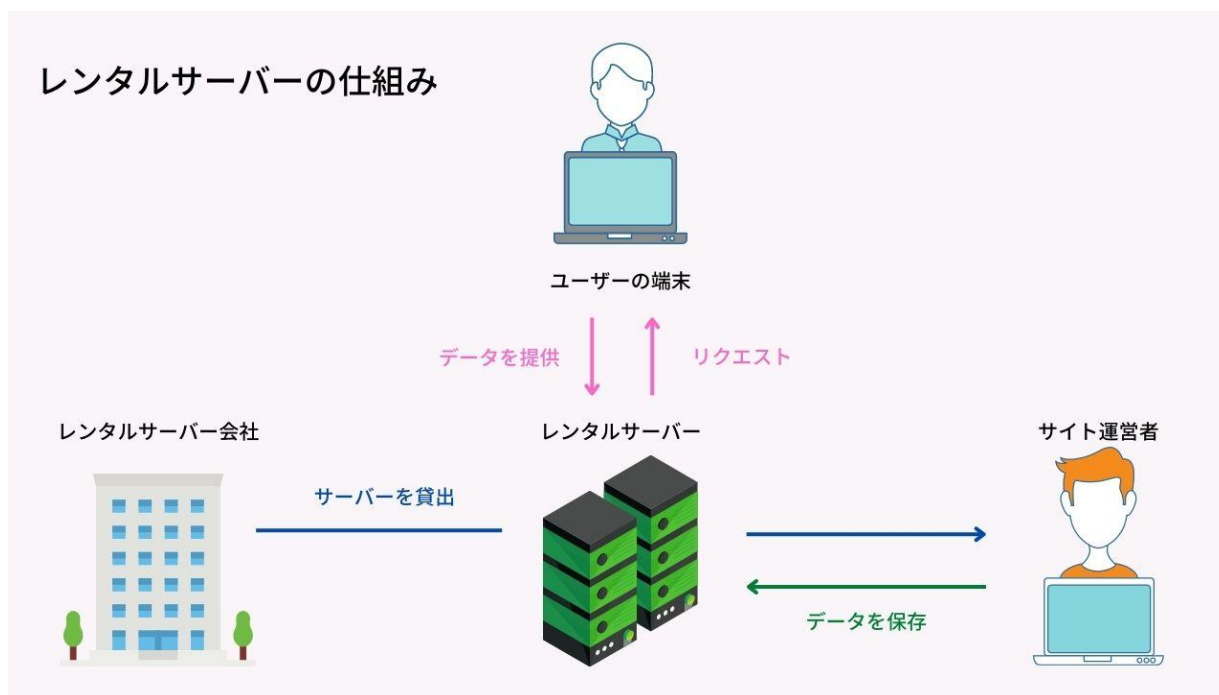 レンタルサーバーの仕組み
ユーザーの端末
データを提供
リクエスト
レンタルサーバー会社
レンタルサーバー
サイト運営者
サーバーを貸出
データを保存